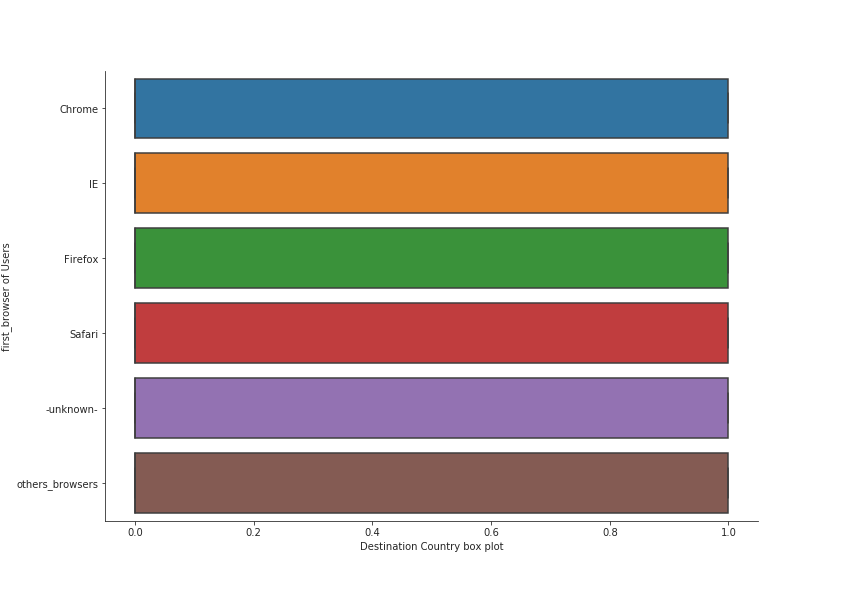 first_browser of Users
Chrome
IE
Firefox
Safari
-unknown-
others_browsers
0.0 0.2 0.4 0.6 0.8 1.0
Destination Country box plot